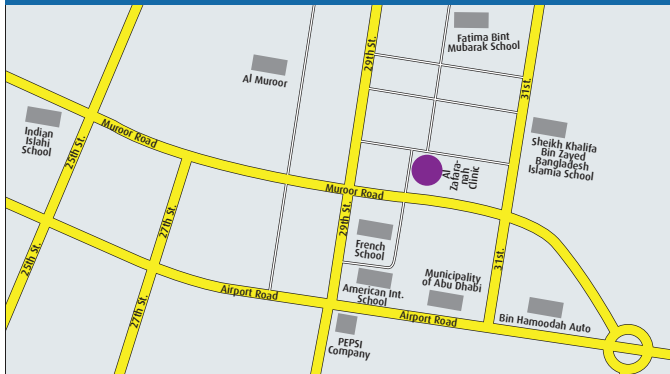 Fatima Bint
Mubarak School
29th St.
31st.
Al Muroor
Muroor Road
Indian
Islahi
School
25th St.
Sheikh Khalifa
Bin Zayed
Bangladesh
Islamia School
Al
Zafara-
nah
Clinic
Muroor Road
27th St.
29th St.
French
School
25th St.
31st.
American Int.
School
Municipality
of Abu Dhabi
Airport Road
27th St.
Airport Road
Bin Hamoodah Auto
PEPSI
Company